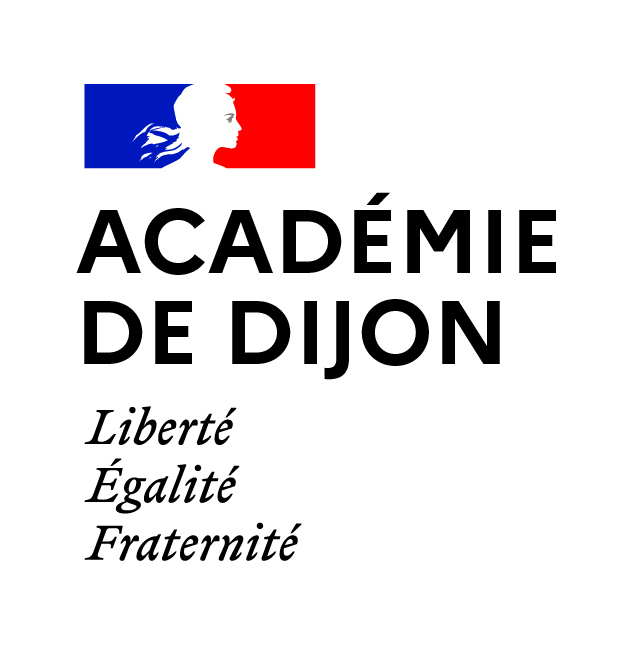 ACADÉMIE
DE DIJON
Liberté
Égalité
Fraternité